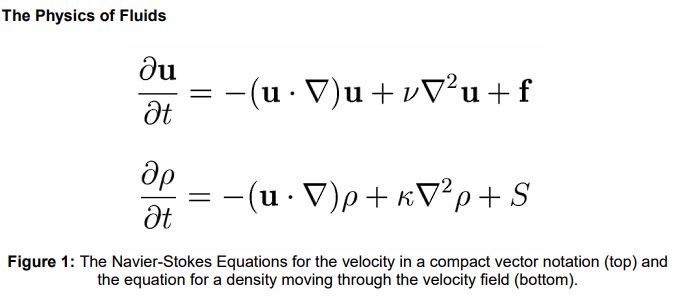 The Physics of Fluids
∂u/∂t = −(u · ∇)u + ν∇²u + f
∂ρ/∂t = −(u · ∇)ρ + κ∇²ρ + S
Figure 1: The Navier-Stokes Equations for the velocity in a compact vector notation (top) and
the equation for a density moving through the velocity field (bottom).